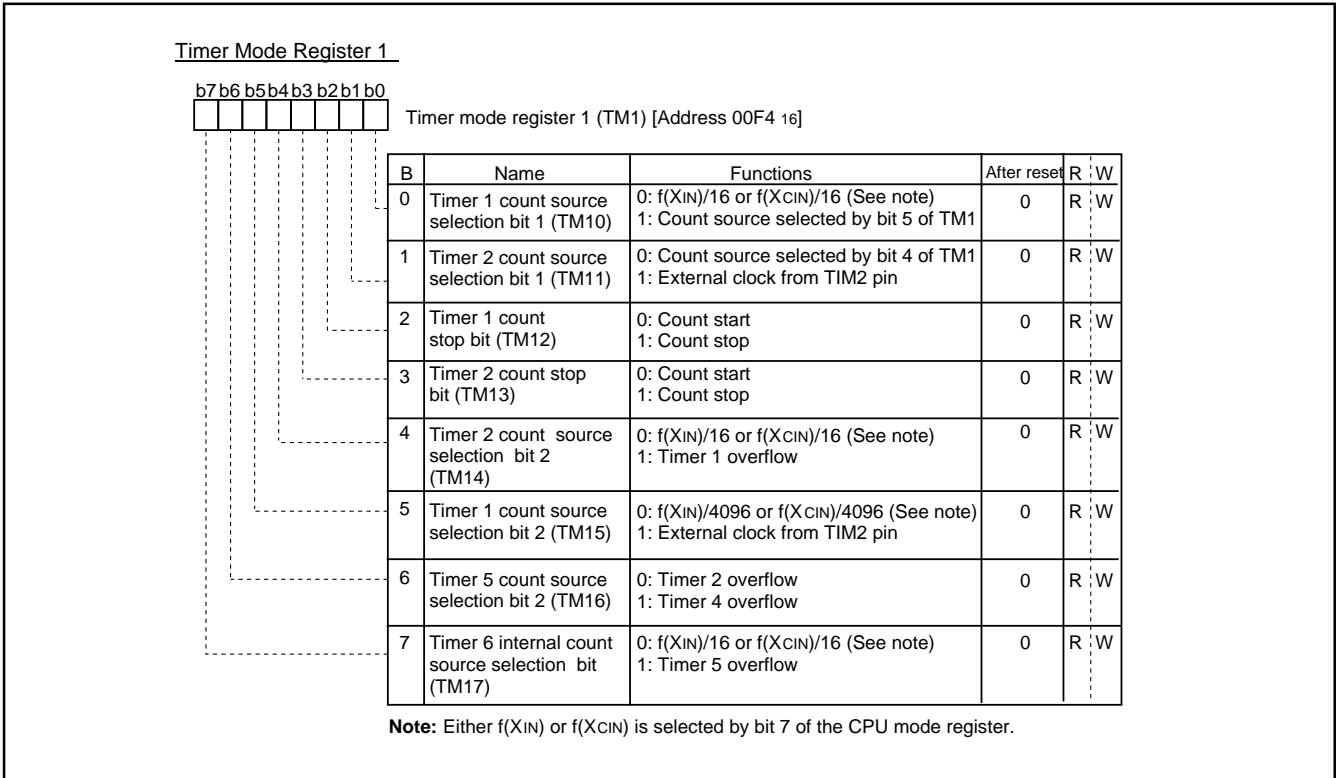 Timer Mode Register 1
b7 b6 b5 b4 b3 b2 b1 b0
Timer mode register 1 (TM1) [Address 00F4 16]
B Name Functions After reset R W
0 Timer 1 count source selection bit 1 (TM10) 0: f(XIN)/16 or f(XCIN)/16 (See note) 0 R W
1: Count source selected by bit 5 of TM1
1 Timer 2 count source selection bit 1 (TM11) 0: Count source selected by bit 4 of TM1 0 R W
1: External clock from TIM2 pin
2 Timer 1 count stop bit (TM12) 0: Count start 0 R W
1: Count stop
3 Timer 2 count stop bit (TM13) 0: Count start 0 R W
1: Count stop
4 Timer 2 count source selection bit 2 (TM14) 0: f(XIN)/16 or f(XCIN)/16 (See note) 0 R W
1: Timer 1 overflow
5 Timer 1 count source selection bit 2 (TM15) 0: f(XIN)/4096 or f(XCIN)/4096 (See note) 0 R W
1: External clock from TIM2 pin
6 Timer 5 count source selection bit 2 (TM16) 0: Timer 2 overflow 0 R W
1: Timer 4 overflow
7 Timer 6 internal count source selection bit (TM17) 0: f(XIN)/16 or f(XCIN)/16 (See note) 0 R W
1: Timer 5 overflow
Note: Either f(XIN) or f(XCIN) is selected by bit 7 of the CPU mode register.